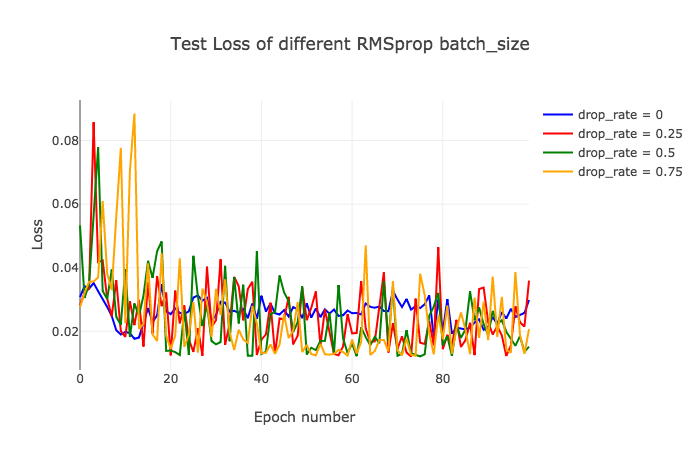 Test Loss of different RMSprop batch_size
drop_rate = 0
drop_rate = 0.25
drop_rate = 0.5
drop_rate = 0.75
0.08
0.06
0.04
0.02
Loss
0
20
40
60
80
Epoch number